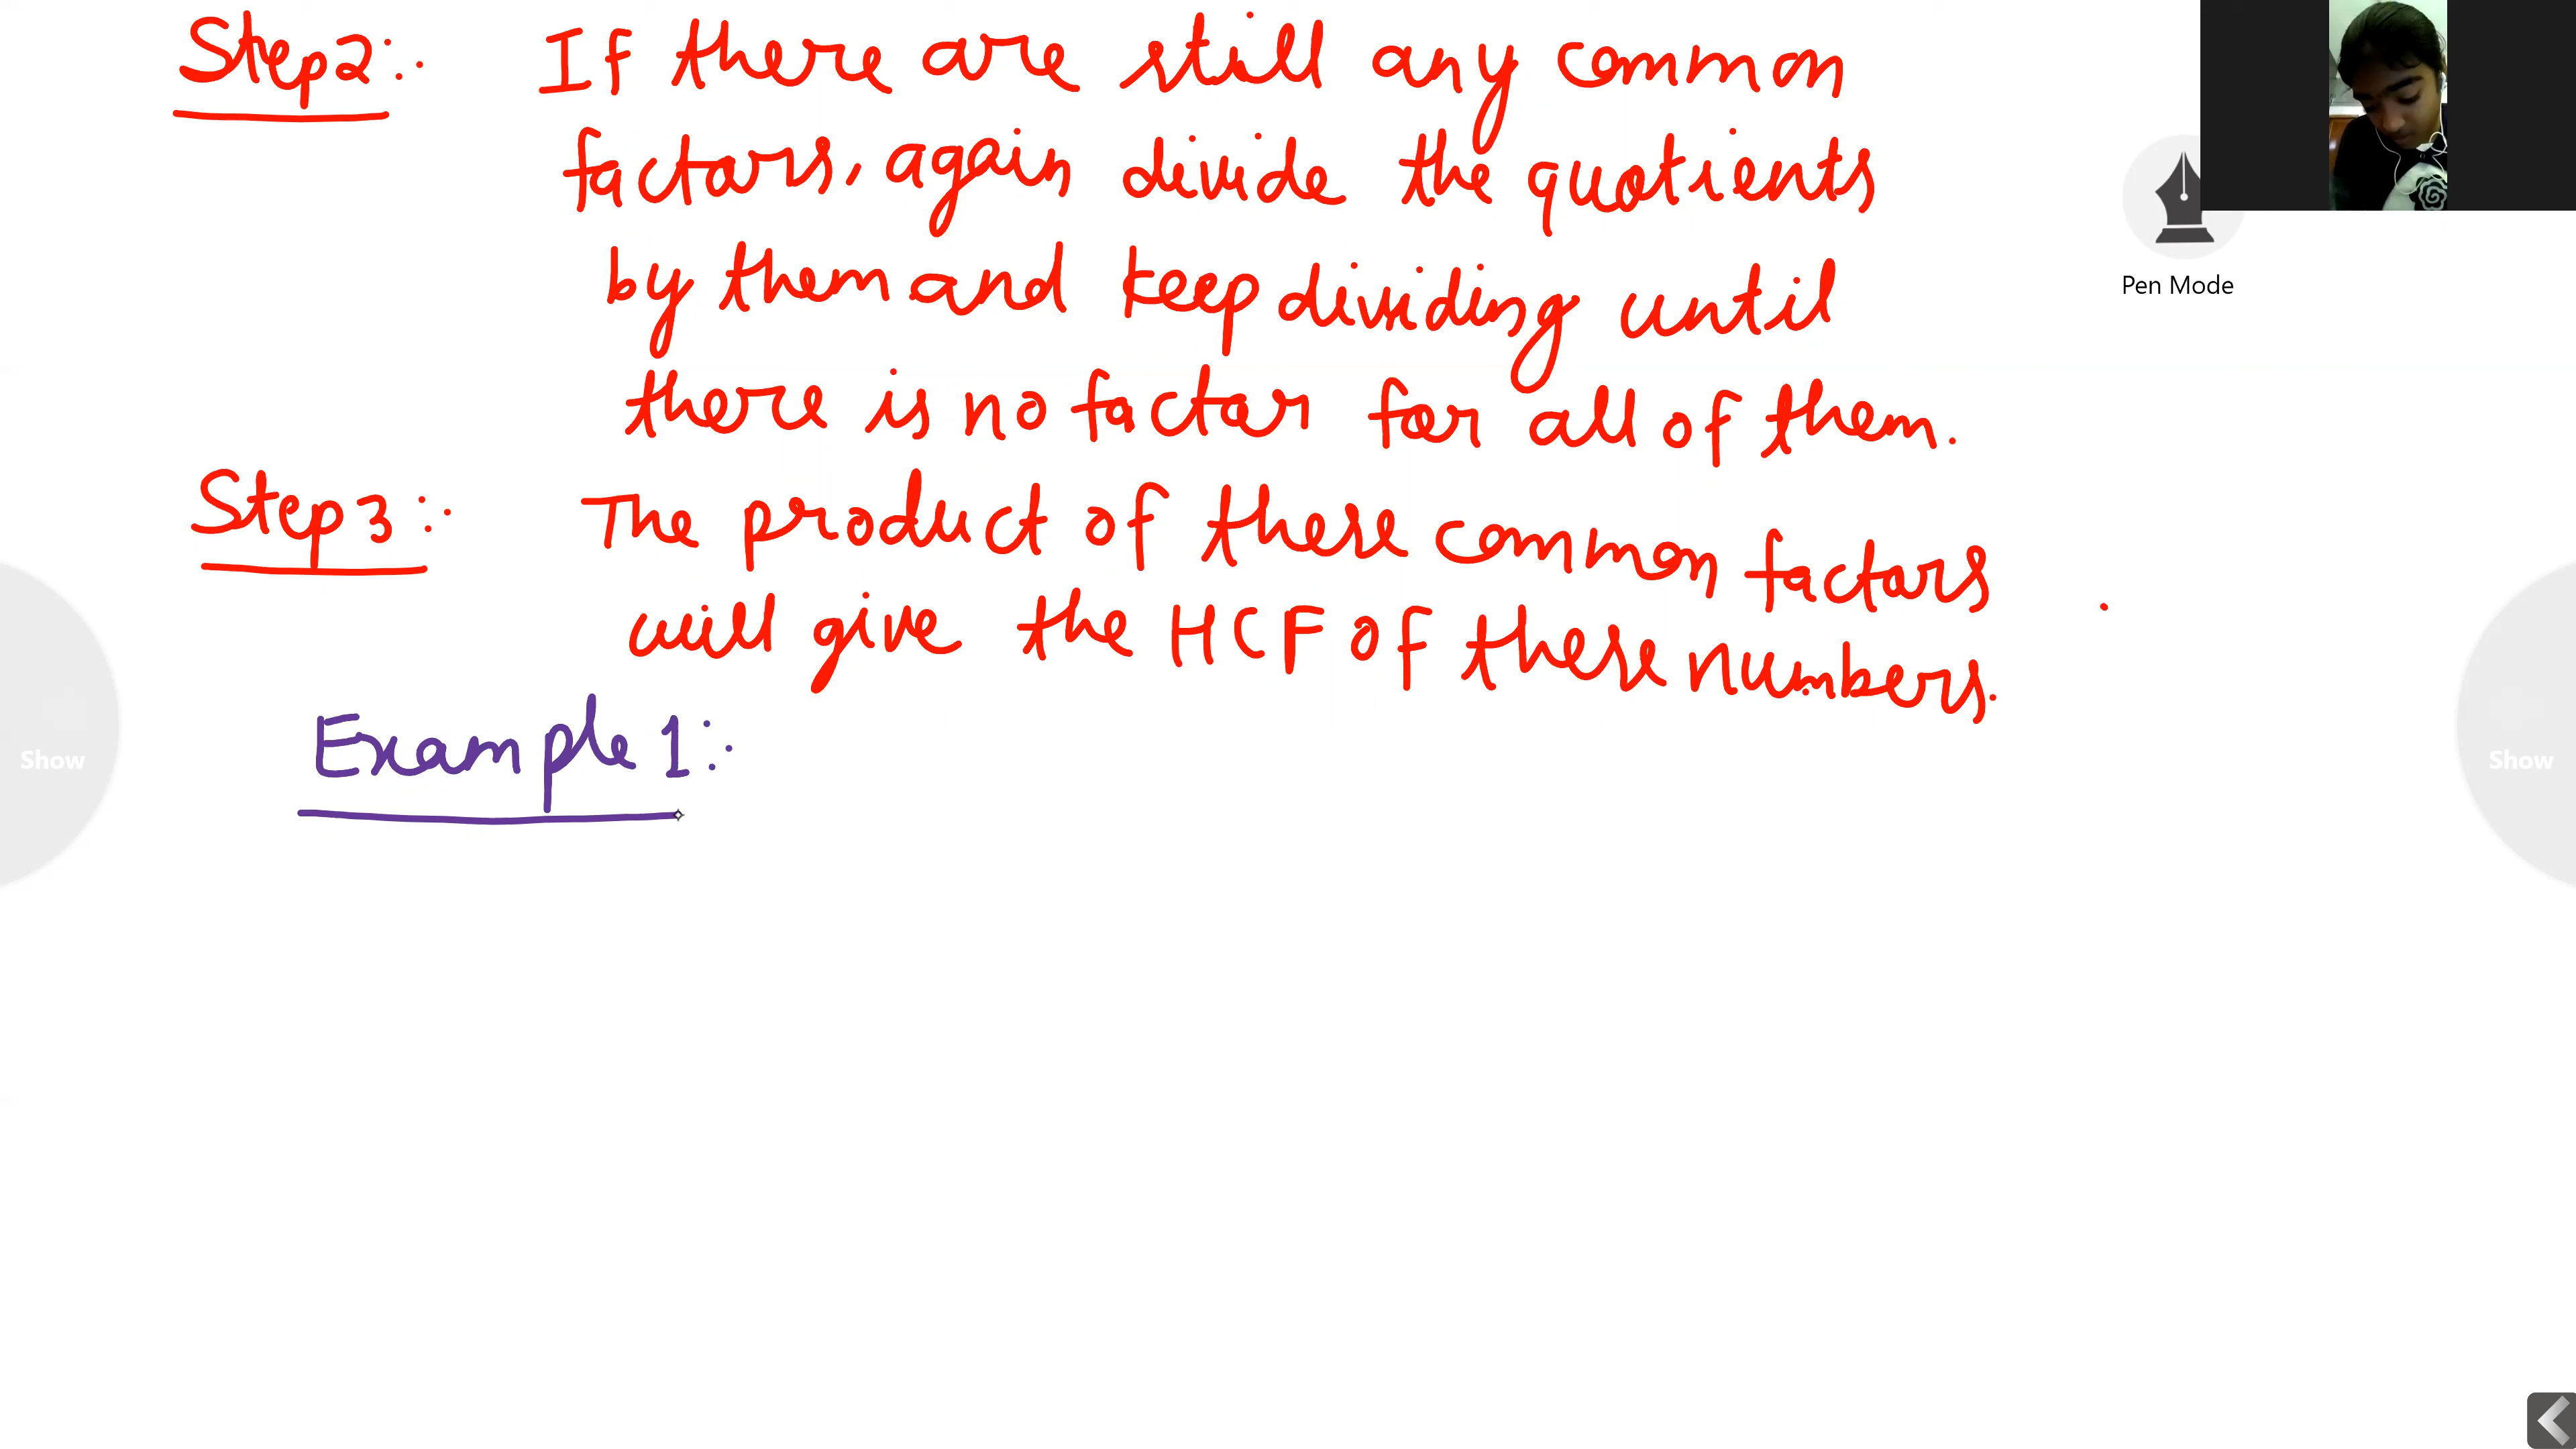 Step2:· If there are still any common
factors, again divide the quotients
by them and keep dividing until
there is no factor for all of them.
Step 3:· The product of these common factors
will give the HCF of these numbers.
Example 1:·
Pen Mode
Show
Show